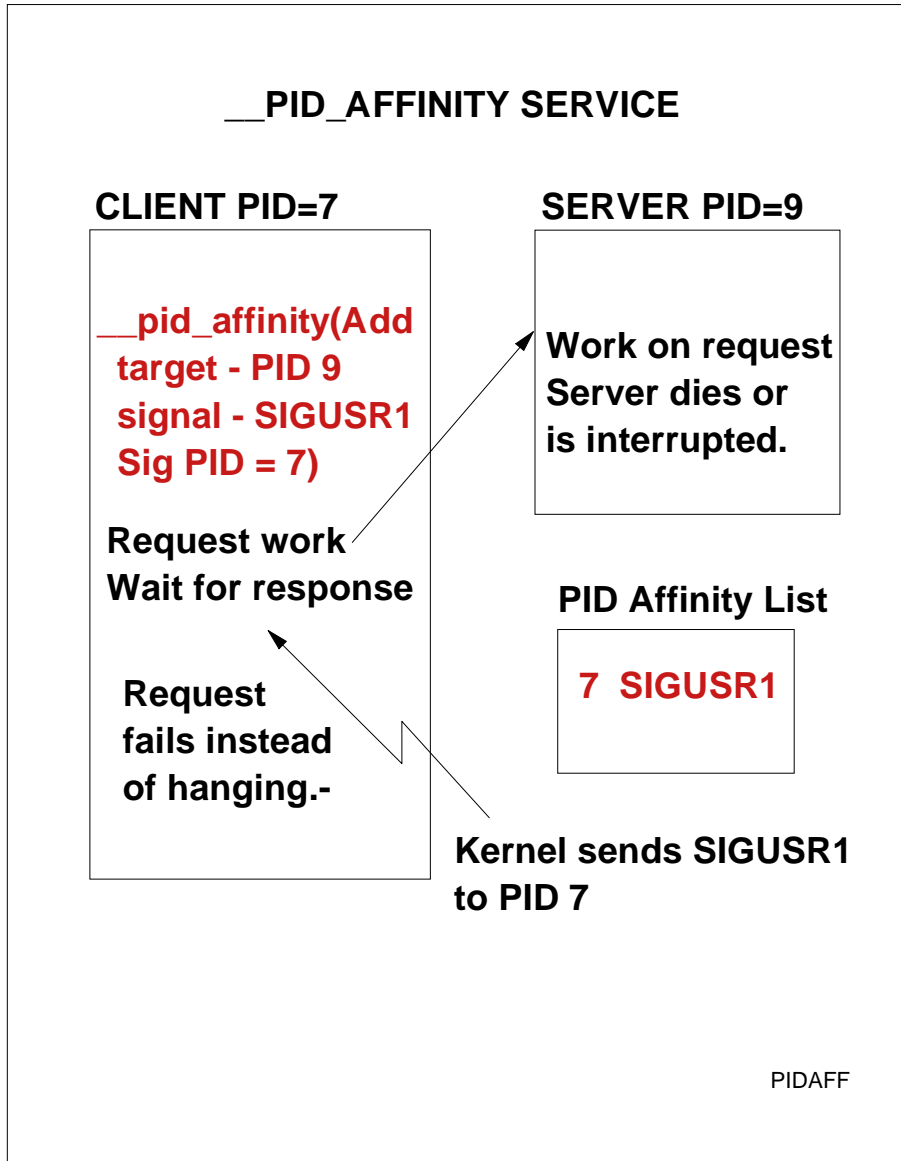 __PID_AFFINITY SERVICE
CLIENT PID=7
__pid_affinity(Add
target - PID 9
signal - SIGUSR1
Sig PID = 7)
Request work
Wait for response
Request
fails instead
of hanging.-
SERVER PID=9
Work on request
Server dies or
is interrupted.
PID Affinity List
7 SIGUSR1
Kernel sends SIGUSR1
to PID 7
PIDAFF